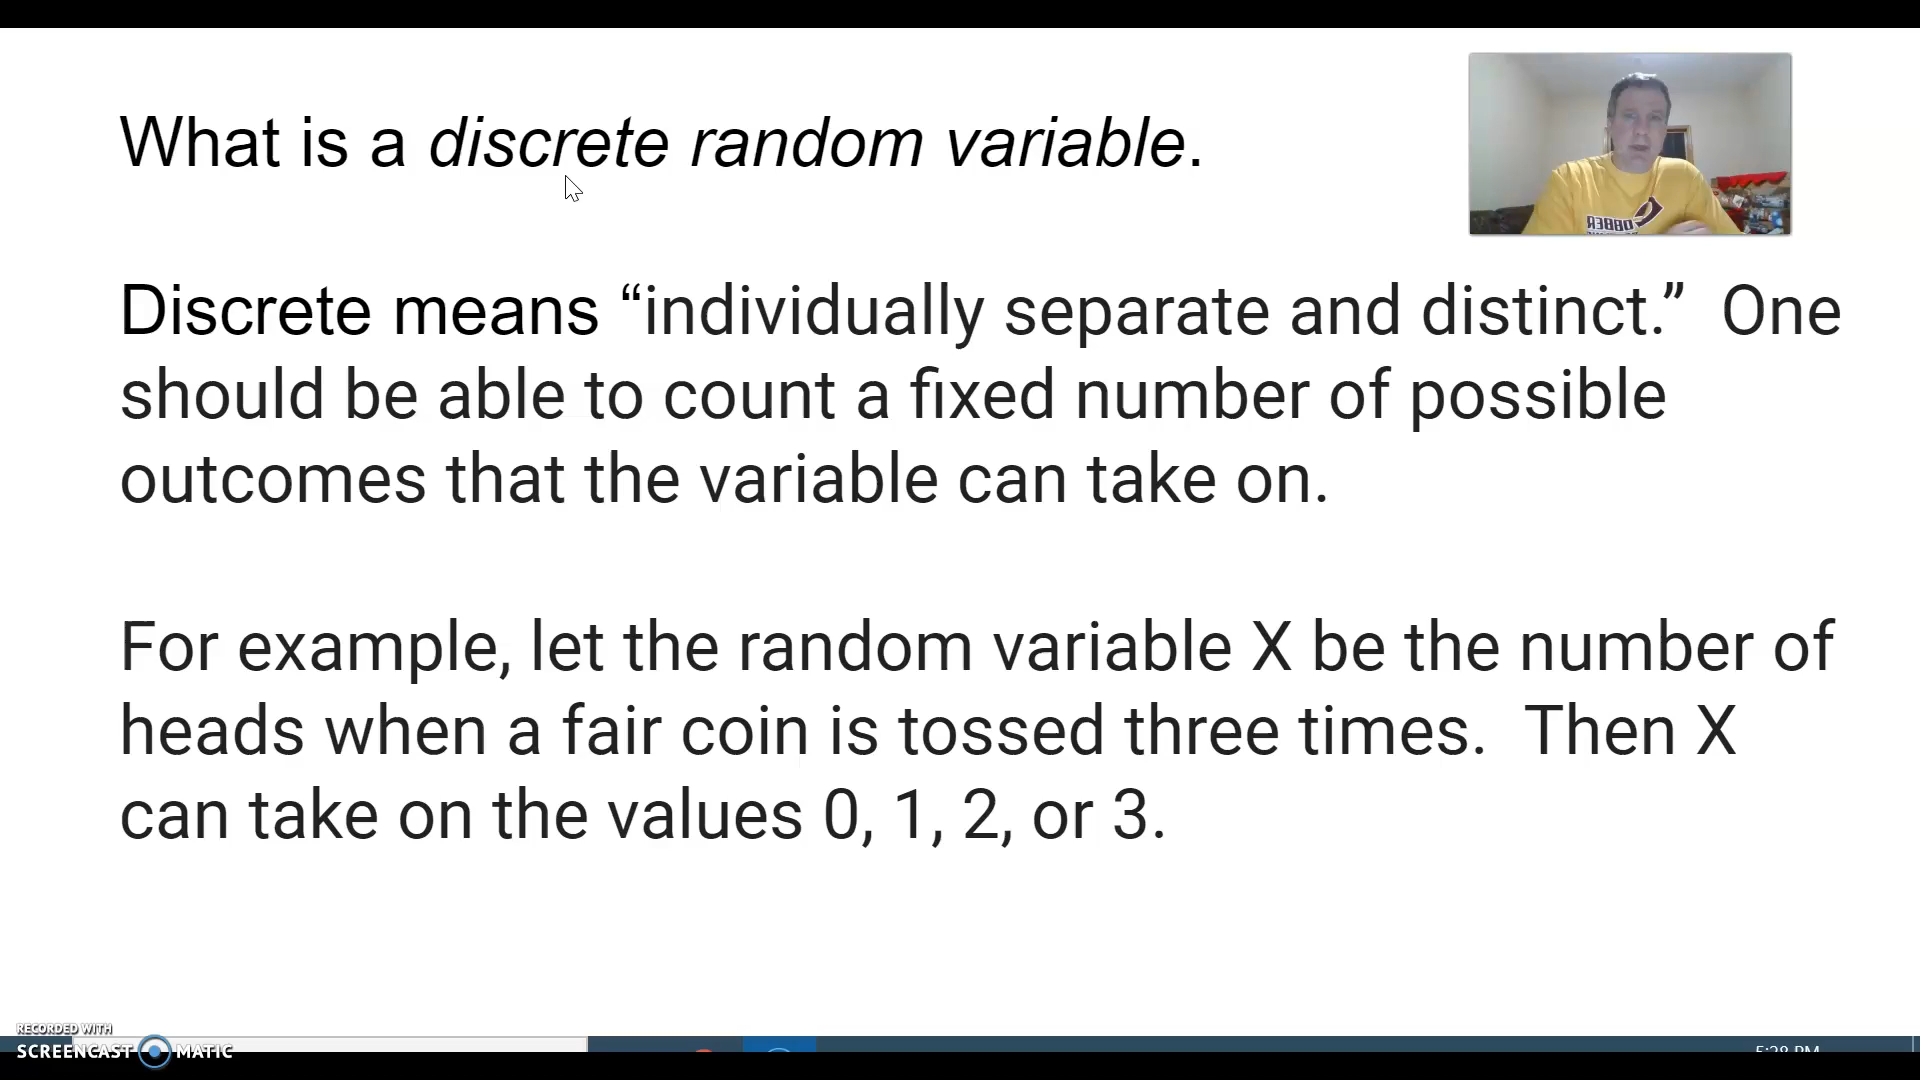 What is a discrete random variable.
Discrete means “individually separate and distinct.”  One
should be able to count a fixed number of possible
outcomes that the variable can take on.
For example, let the random variable X be the number of
heads when a fair coin is tossed three times.  Then X
can take on the values 0, 1, 2, or 3.
RECORDED WITH
SCREENCAST MATIC